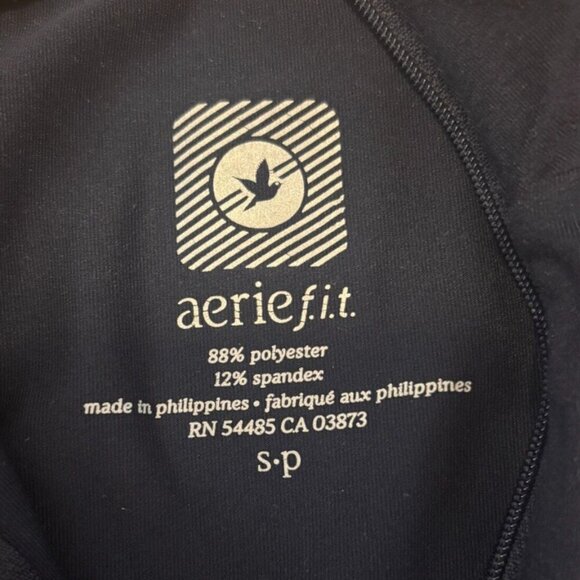 aerief.i.t.
88% polyester
12% spandex
made in philippines • fabriqué aux philippines
RN 54485 CA 03873
s•p